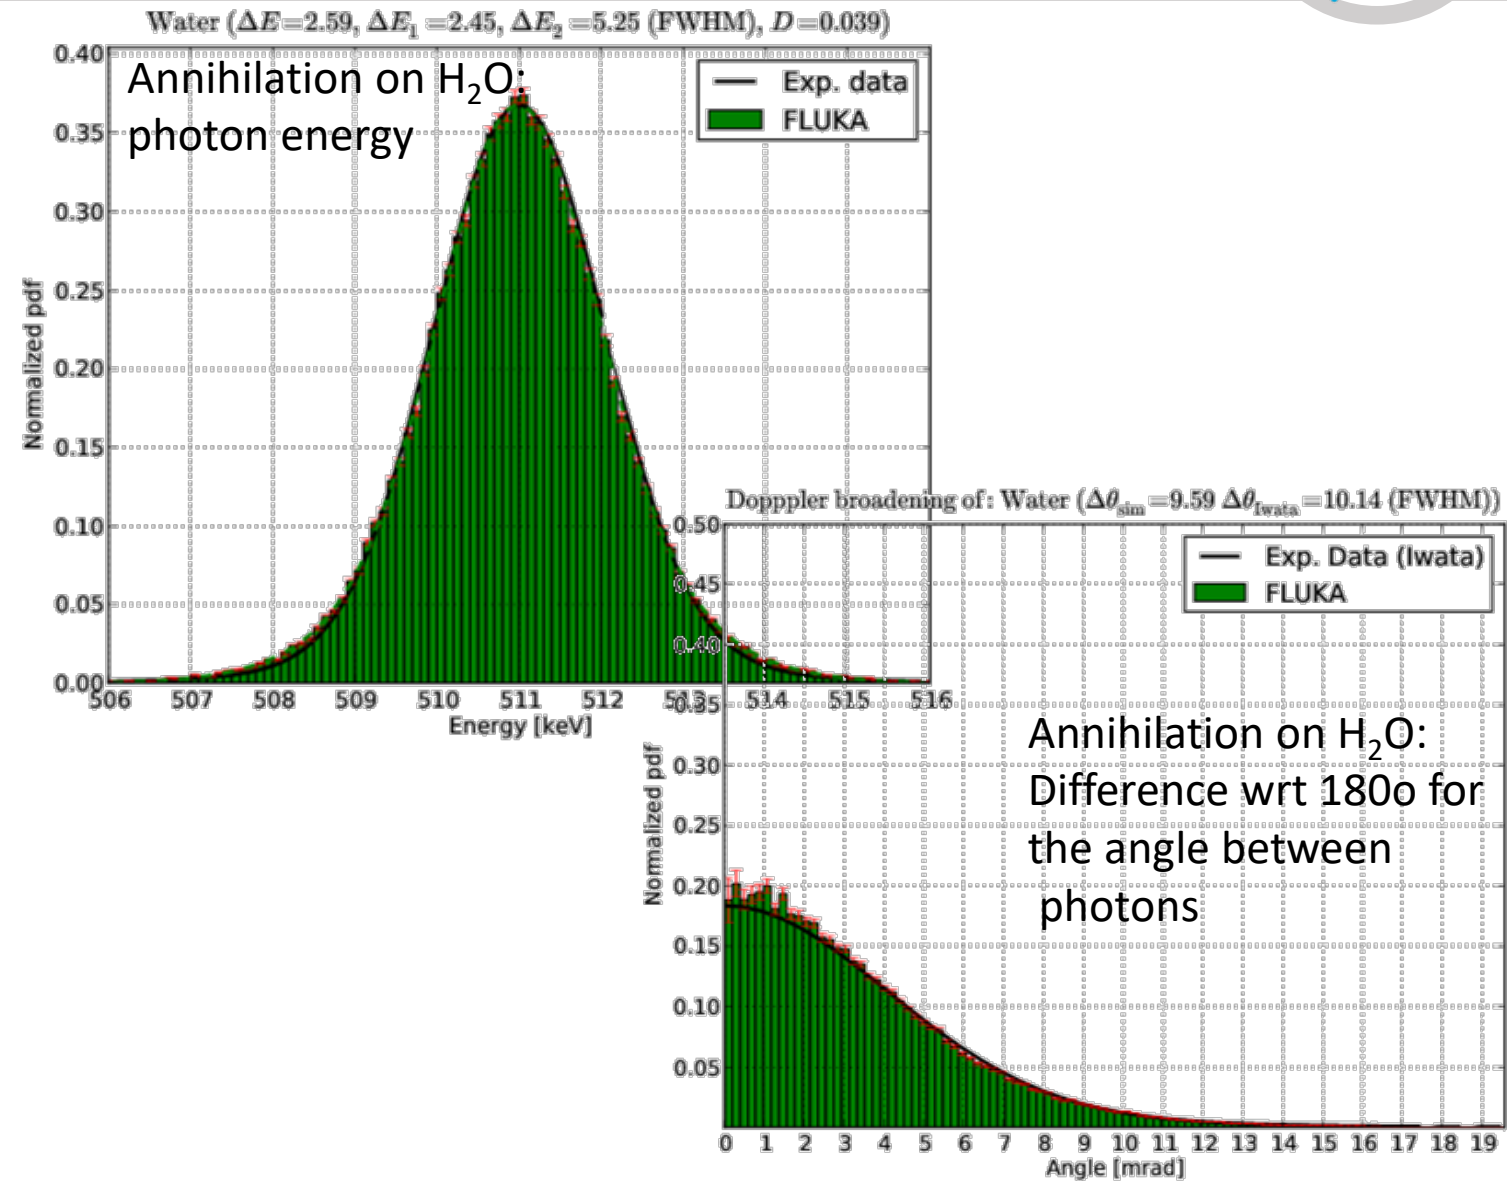 Water (ΔE=2.59, ΔE₁=2.45, ΔE₂=5.25 (FWHM), D=0.039)
Annihilation on H₂O:
photon energy
Exp. data
FLUKA
0.40
0.35
0.30
0.25
0.20
0.15
0.10
0.05
0.00
Normalized pdf
506 507 508 509 510 511 512 513 514 515 516
Energy [keV]
Dopppler broadening of: Water (Δθsim=9.59 ΔθIwata=10.14 (FWHM))
Exp. Data (Iwata)
FLUKA
Annihilation on H₂O:
Difference wrt 180o for
the angle between
photons
0.50
0.45
0.40
0.35
0.30
0.25
0.20
0.15
0.10
0.05
Normalized pdf
0 1 2 3 4 5 6 7 8 9 10 11 12 13 14 15 16 17 18 19
Angle [mrad]